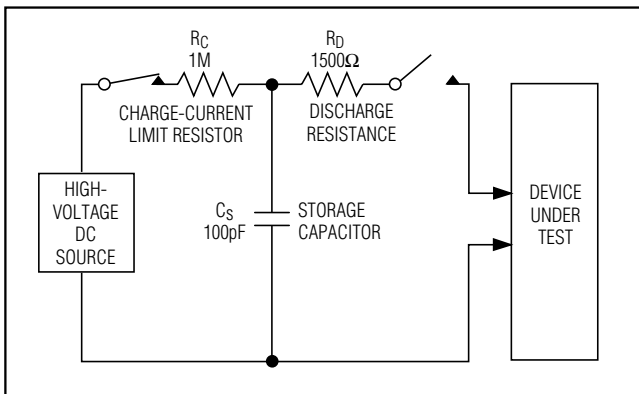 R_C
1M
CHARGE-CURRENT
LIMIT RESISTOR
R_D
1500Ω
DISCHARGE
RESISTANCE
HIGH-
VOLTAGE
DC
SOURCE
C_S
100pF
STORAGE
CAPACITOR
DEVICE
UNDER
TEST